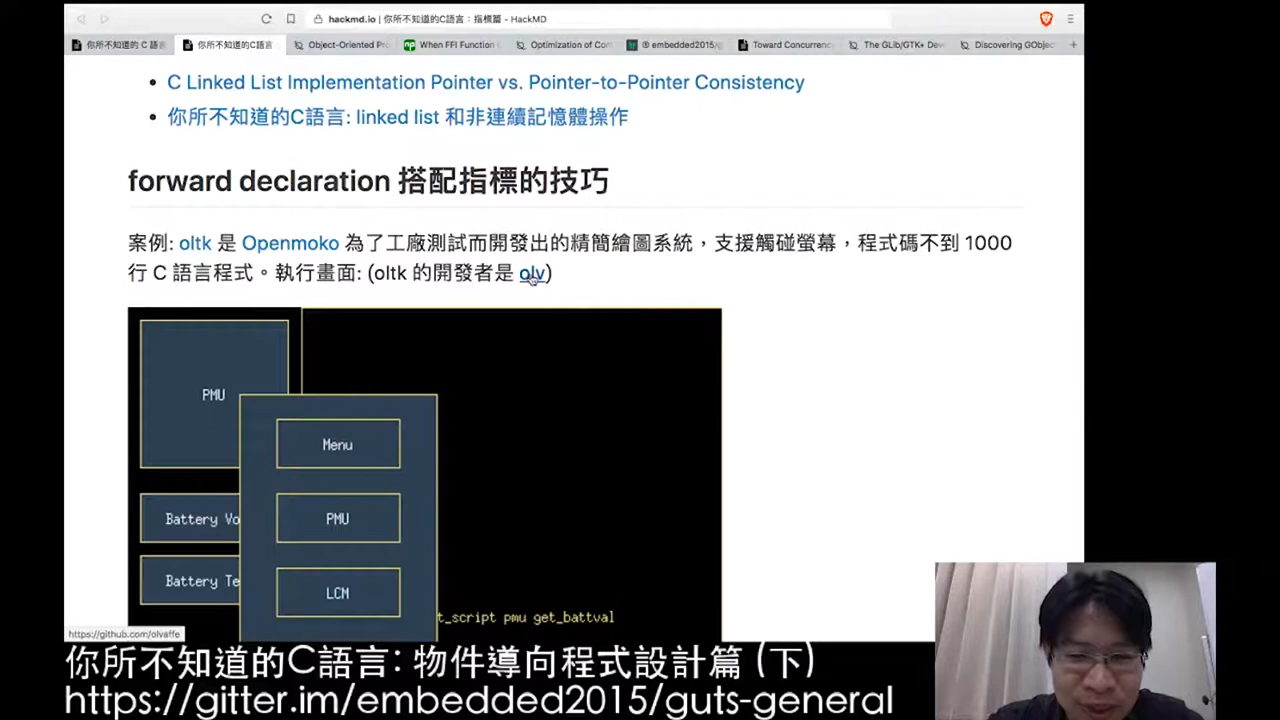 hackmd.io | 你所不知道的C語言：指標篇 - HackMD
你所不知道的 C 語
你所不知道的C語言
Object-Oriented Pro
When FFI Function
Optimization of Com
embedded2015/g
Toward Concurrenc
The GLib/GTK+ Dev
Discovering GObjec
C Linked List Implementation Pointer vs. Pointer-to-Pointer Consistency
你所不知道的C語言: linked list 和非連續記憶體操作
forward declaration 搭配指標的技巧
案例: oltk 是 Openmoko 為了工廠測試而開發出的精簡繪圖系統，支援觸碰螢幕，程式碼不到 1000
行 C 語言程式。執行畫面: (oltk 的開發者是 olv)
PMU
Menu
PMU
Battery Vo
LCM
Battery Te
t_script pmu get_battval
https://github.com/olvaffe
你所不知道的C語言: 物件導向程式設計篇 (下)
https://gitter.im/embedded2015/guts-general